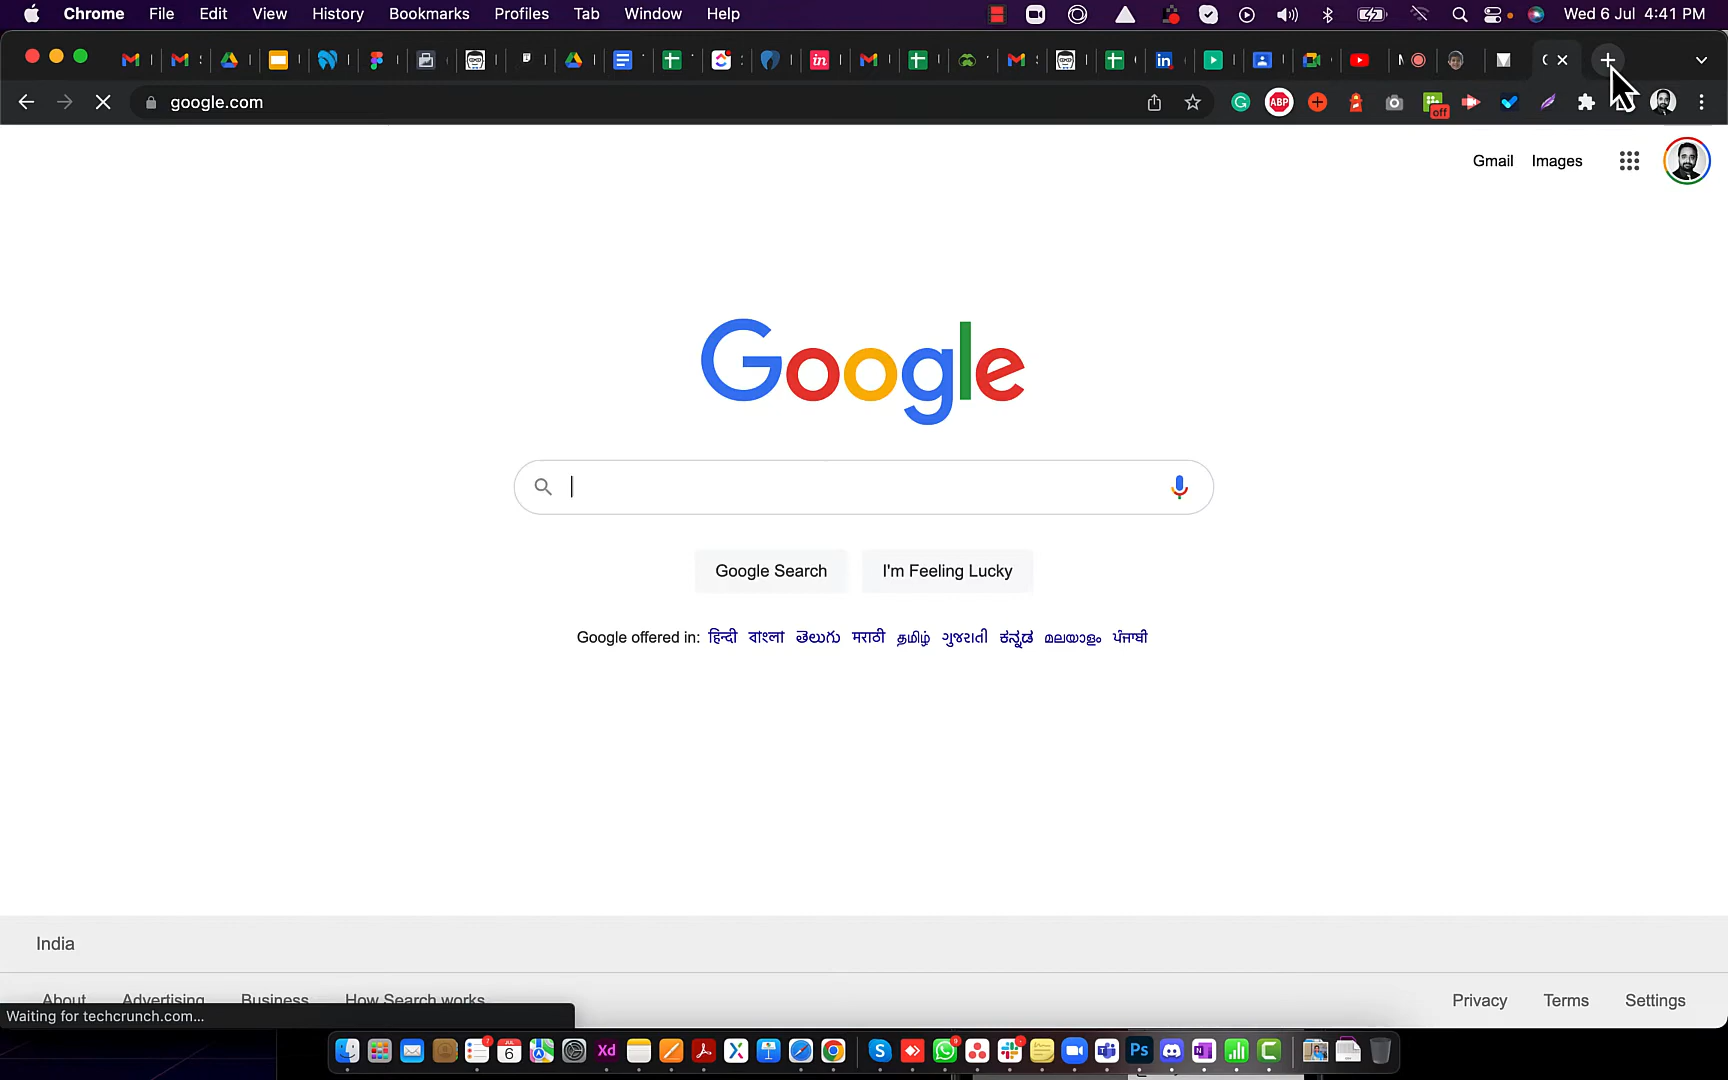 Chrome File Edit View History Bookmarks Profiles Tab Window Help Wed 6 Jul 4:41 PM
google.com
ABP
off
Gmail Images
Google
Google Search I'm Feeling Lucky
Google offered in: हिन्दी বাংলা తెలుగు मराठी தமிழ் ગુજરાતી ಕನ್ನಡ മലയാളം ਪੰਜਾਬੀ
India
About Advertising Business How Search works Privacy Terms Settings
Waiting for techcrunch.com...